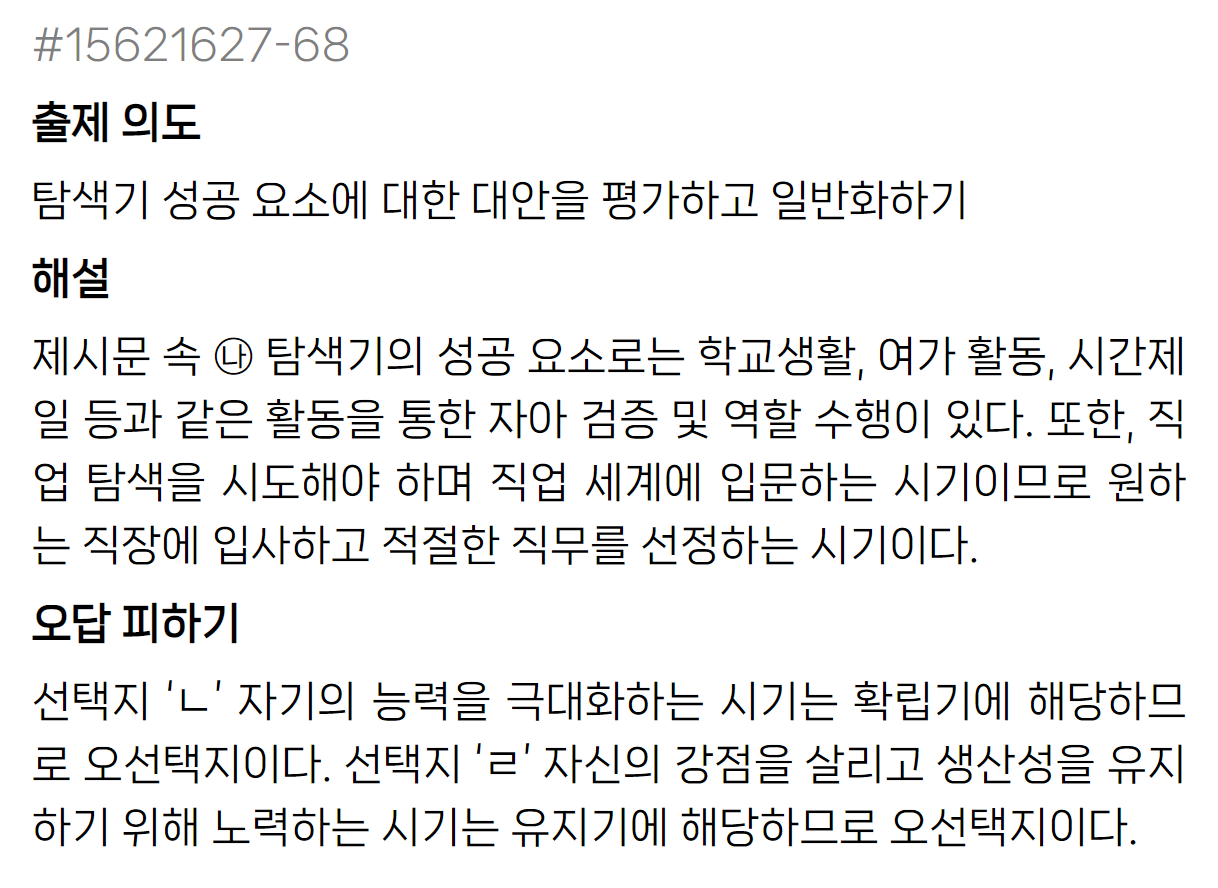 #15621627-68
출제 의도
탐색기 성공 요소에 대한 대안을 평가하고 일반화하기
해설
제시문 속 ㉯ 탐색기의 성공 요소로는 학교생활, 여가 활동, 시간제
일 등과 같은 활동을 통한 자아 검증 및 역할 수행이 있다. 또한, 직
업 탐색을 시도해야 하며 직업 세계에 입문하는 시기이므로 원하
는 직장에 입사하고 적절한 직무를 선정하는 시기이다.
오답 피하기
선택지 ‘ㄴ’ 자기의 능력을 극대화하는 시기는 확립기에 해당하므
로 오선택지이다. 선택지 ‘ㄹ’ 자신의 강점을 살리고 생산성을 유지
하기 위해 노력하는 시기는 유지기에 해당하므로 오선택지이다.